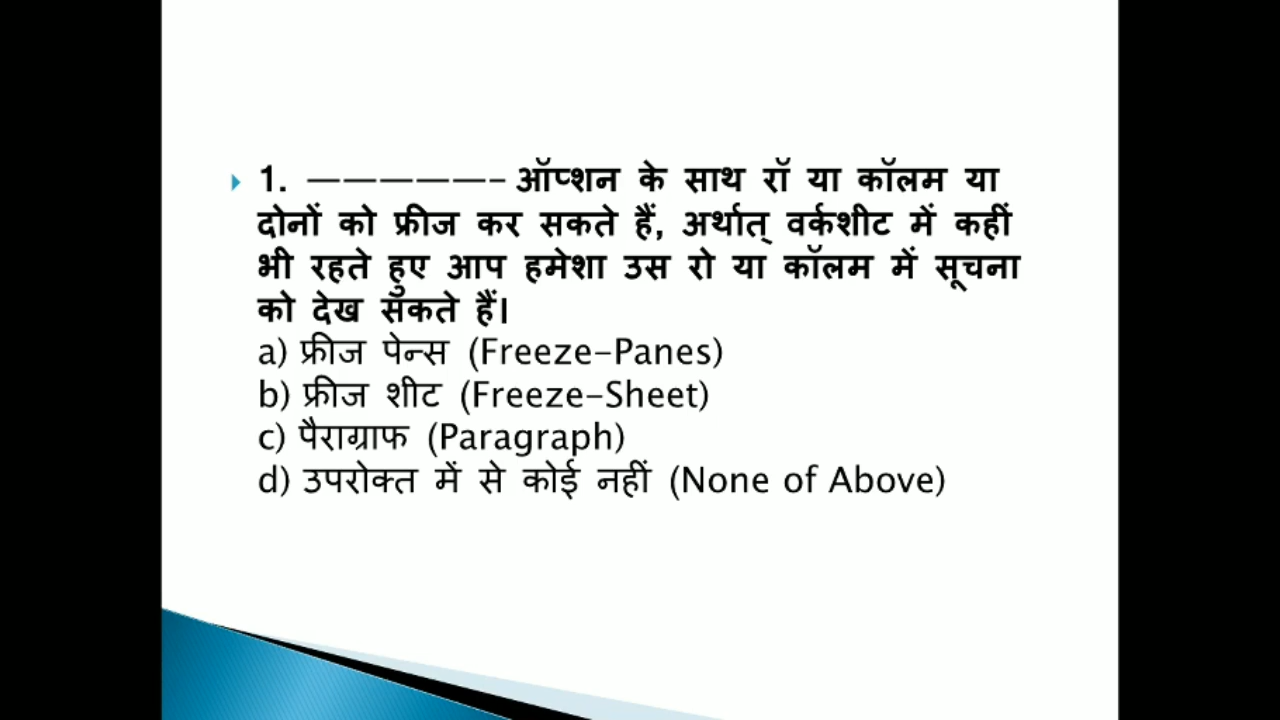 1. —————– ऑप्शन के साथ रॉ या कॉलम या
दोनों को फ्रीज कर सकते हैं, अर्थात् वर्कशीट में कहीं
भी रहते हुए आप हमेशा उस रो या कॉलम में सूचना
को देख सकते हैं।
a) फ्रीज पेन्स (Freeze–Panes)
b) फ्रीज शीट (Freeze–Sheet)
c) पैराग्राफ (Paragraph)
d) उपरोक्त में से कोई नहीं (None of Above)